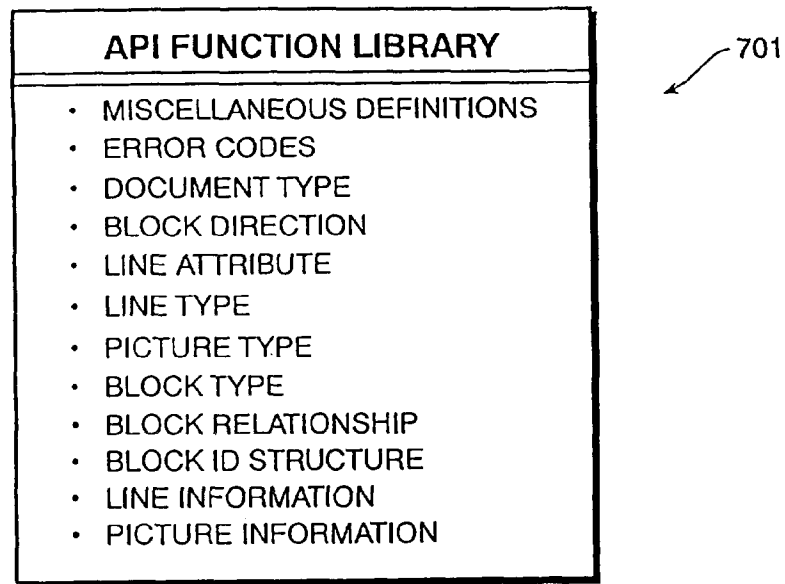 API FUNCTION LIBRARY
701
· MISCELLANEOUS DEFINITIONS
· ERROR CODES
· DOCUMENT TYPE
· BLOCK DIRECTION
· LINE ATTRIBUTE
· LINE TYPE
· PICTURE TYPE
· BLOCK TYPE
· BLOCK RELATIONSHIP
· BLOCK ID STRUCTURE
· LINE INFORMATION
· PICTURE INFORMATION